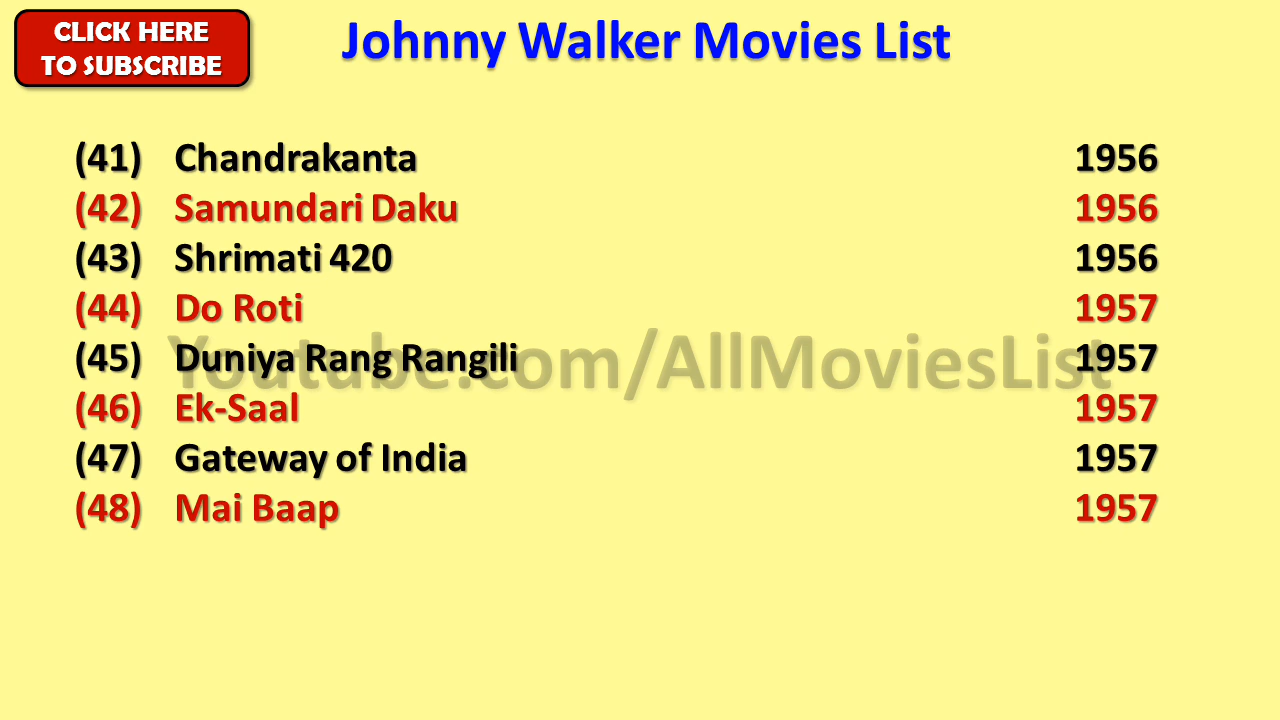 CLICK HERE
TO SUBSCRIBE
Johnny Walker Movies List
(41) Chandrakanta 1956
(42) Samundari Daku 1956
(43) Shrimati 420 1956
(44) Do Roti 1957
Youtube.com/AllMoviesList
(45) Duniya Rang Rangili 1957
(46) Ek-Saal 1957
(47) Gateway of India 1957
(48) Mai Baap 1957